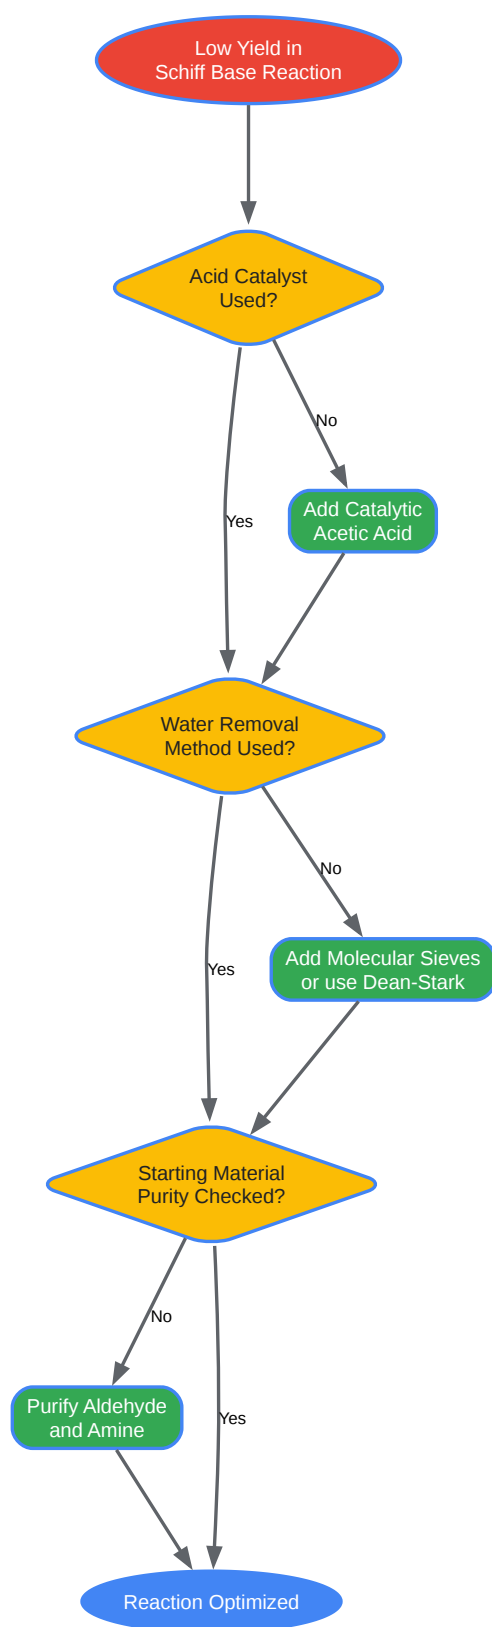 Low Yield in
Schiff Base Reaction
Acid Catalyst
Used?
No
Add Catalytic
Acetic Acid
Yes
Water Removal
Method Used?
No
Add Molecular Sieves
or use Dean-Stark
Yes
Starting Material
Purity Checked?
No
Purify Aldehyde
and Amine
Yes
Reaction Optimized